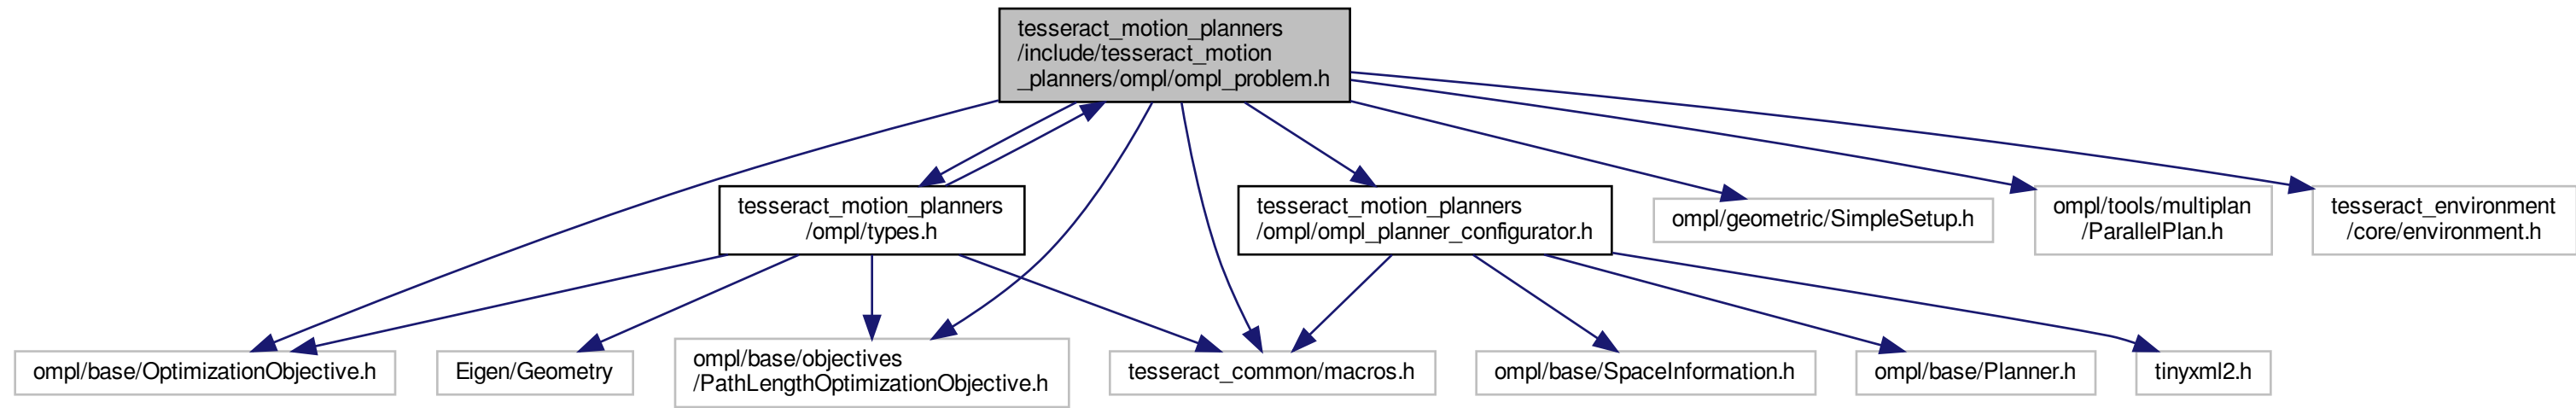 tesseract_motion_planners
/include/tesseract_motion
_planners/ompl/ompl_problem.h
tesseract_motion_planners
/ompl/types.h
tesseract_motion_planners
/ompl/ompl_planner_configurator.h
ompl/geometric/SimpleSetup.h
ompl/tools/multiplan
/ParallelPlan.h
tesseract_environment
/core/environment.h
ompl/base/OptimizationObjective.h
Eigen/Geometry
ompl/base/objectives
/PathLengthOptimizationObjective.h
tesseract_common/macros.h
ompl/base/SpaceInformation.h
ompl/base/Planner.h
tinyxml2.h